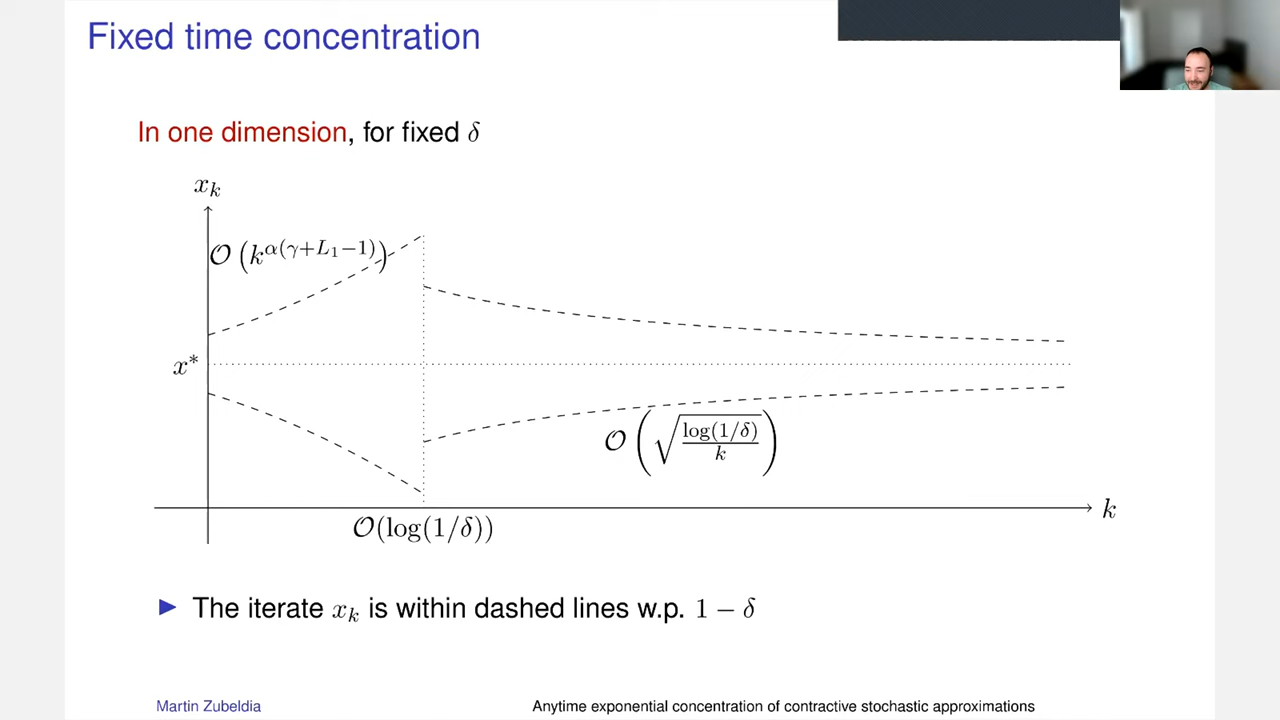 Fixed time concentration
In one dimension, for fixed δ
x_k
𝒪(k^{α(γ+L_1−1)})
x*
𝒪(√(log(1/δ)/k))
k
𝒪(log(1/δ))
▶ The iterate x_k is within dashed lines w.p. 1 − δ
Martin Zubeldia
Anytime exponential concentration of contractive stochastic approximations